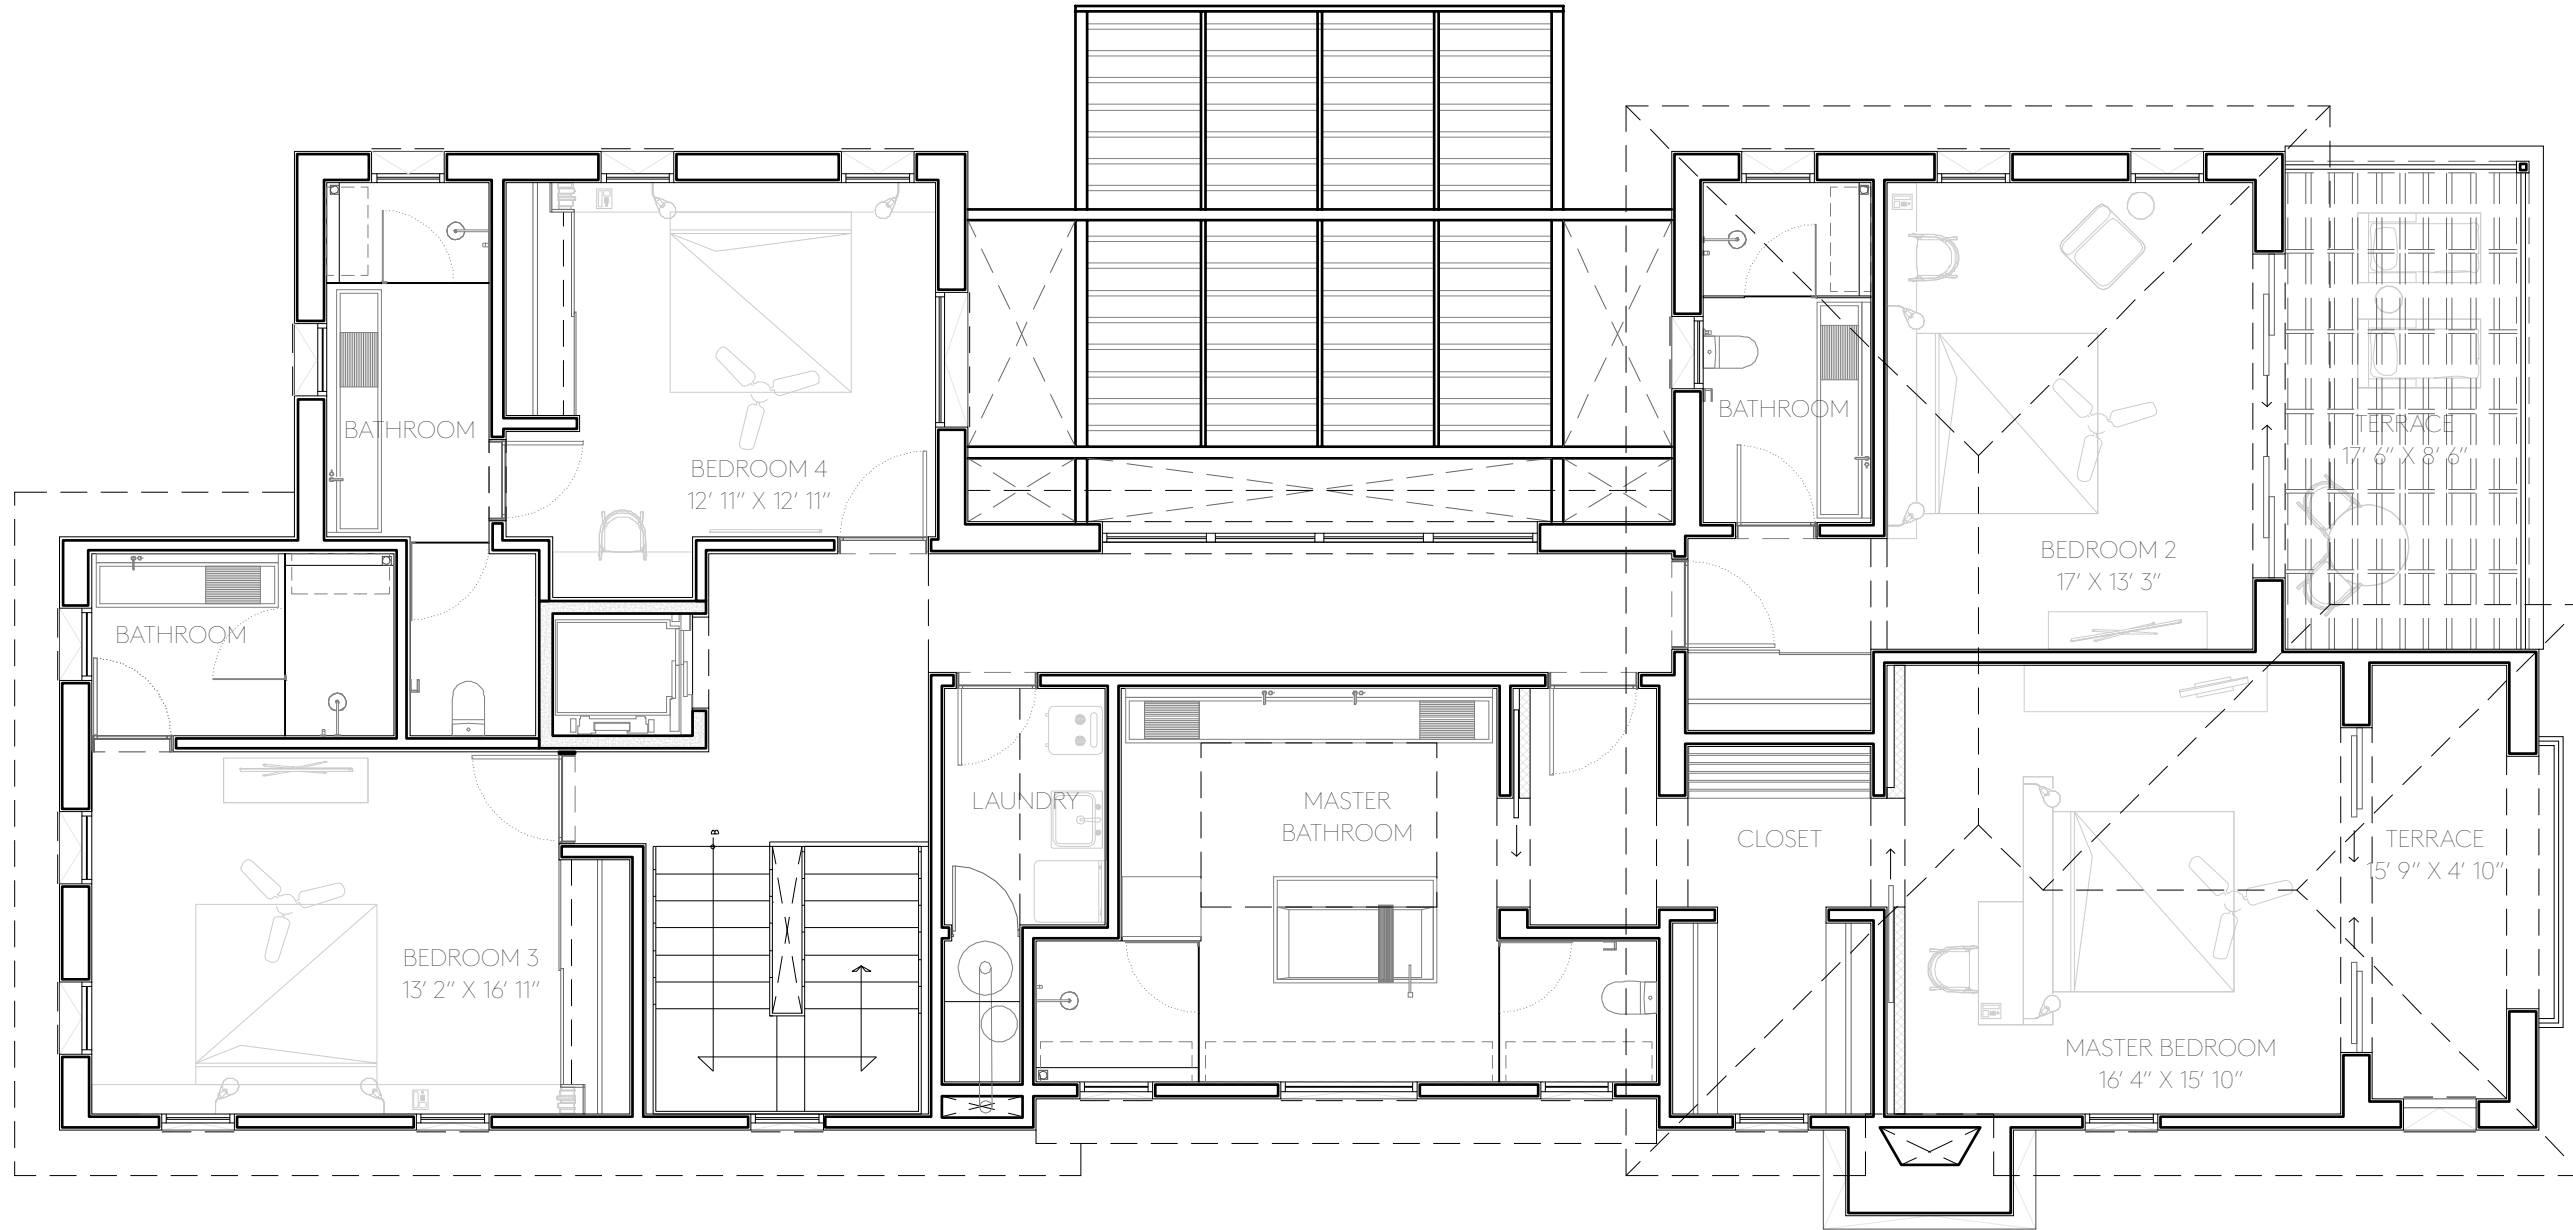 BATHROOM
BEDROOM 4
12' 11" X 12' 11"
BATHROOM
BEDROOM 2
17' X 13' 3"
TERRACE
17' 6" X 8' 6"
BATHROOM
BEDROOM 3
13' 2" X 16' 11"
B
LAUNDRY
MASTER
BATHROOM
CLOSET
MASTER BEDROOM
16' 4" X 15' 10"
TERRACE
15' 9" X 4' 10"